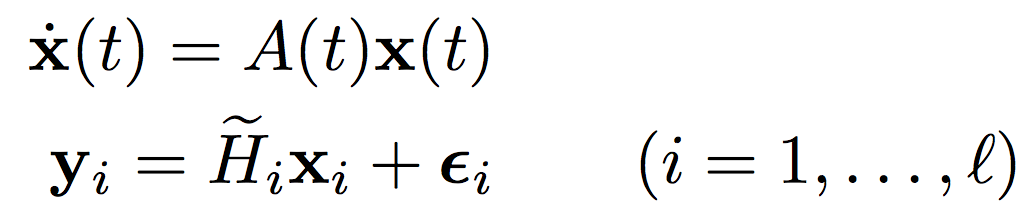 ẋ(t) = A(t)x(t)
yᵢ = H̃ᵢxᵢ + ϵᵢ (i = 1, . . . , ℓ)